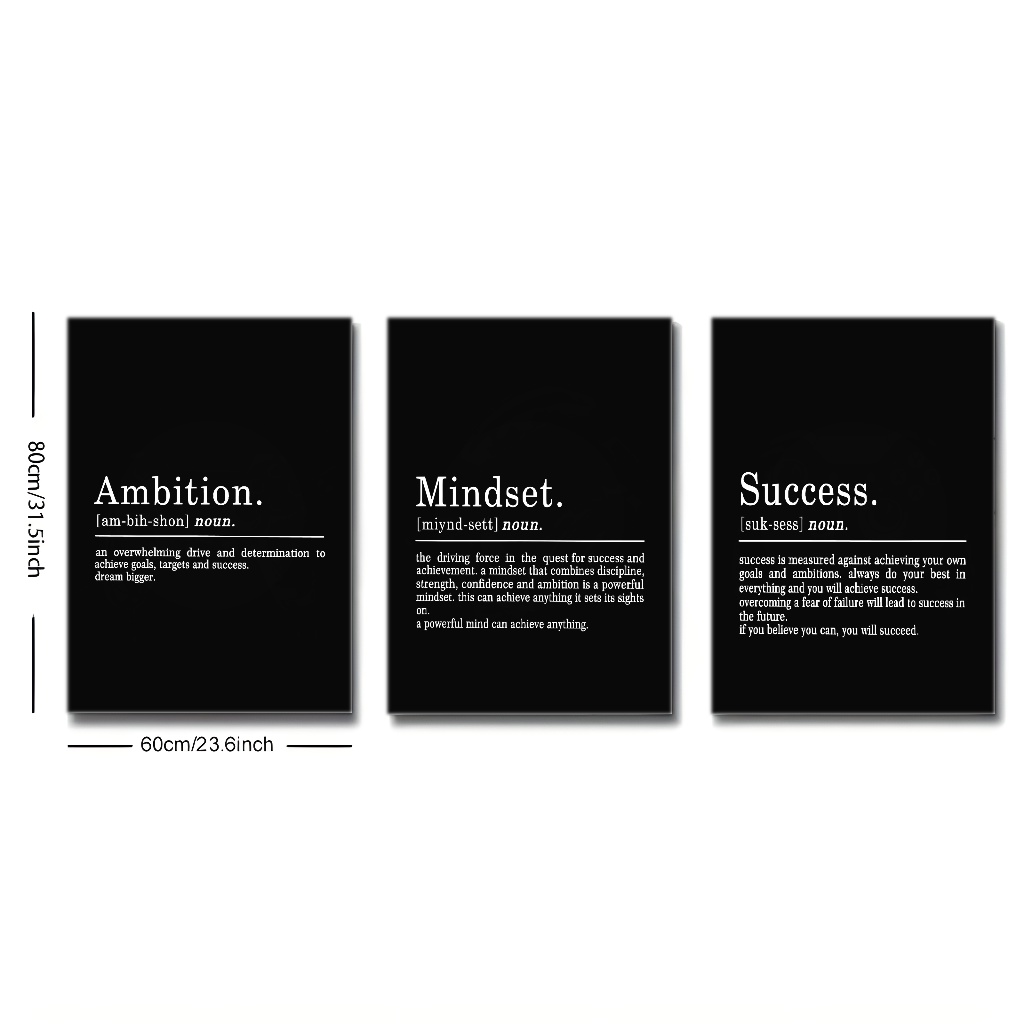 80cm/31.5inch
Ambition.
[am-bih-shon] noun.
an overwhelming drive and determination to
achieve goals, targets and success.
dream bigger.
Mindset.
[miynd-sett] noun.
the driving force in the quest for success and
achievement. a mindset that combines discipline,
strength, confidence and ambition is a powerful
mindset. this can achieve anything it sets its sights
on.
a powerful mind can achieve anything.
Success.
[suk-sess] noun.
success is measured against achieving your own
goals and ambitions. always do your best in
everything and you will achieve success.
overcoming a fear of failure will lead to success in
the future.
if you believe you can, you will succeed.
60cm/23.6inch